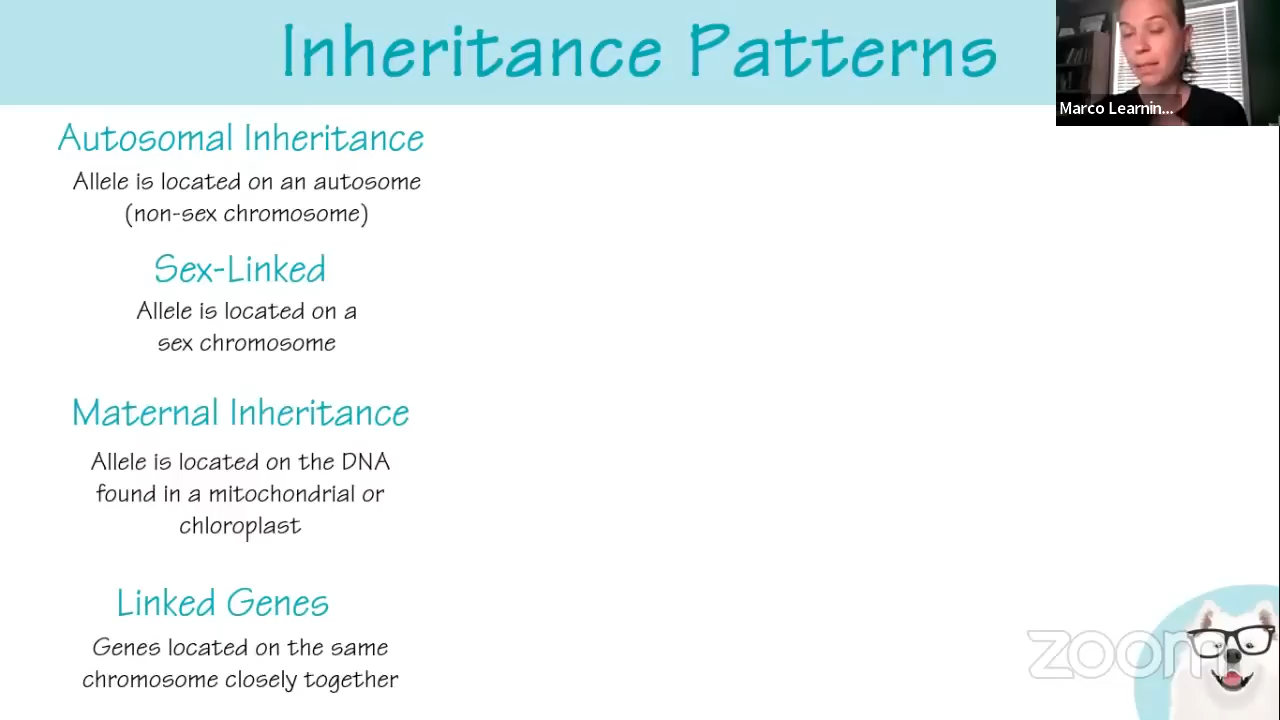 Inheritance Patterns
Marco Learnin...
Autosomal Inheritance
Allele is located on an autosome
(non-sex chromosome)
Sex-Linked
Allele is located on a
sex chromosome
Maternal Inheritance
Allele is located on the DNA
found in a mitochondrial or
chloroplast
Linked Genes
Genes located on the same
chromosome closely together
zoom